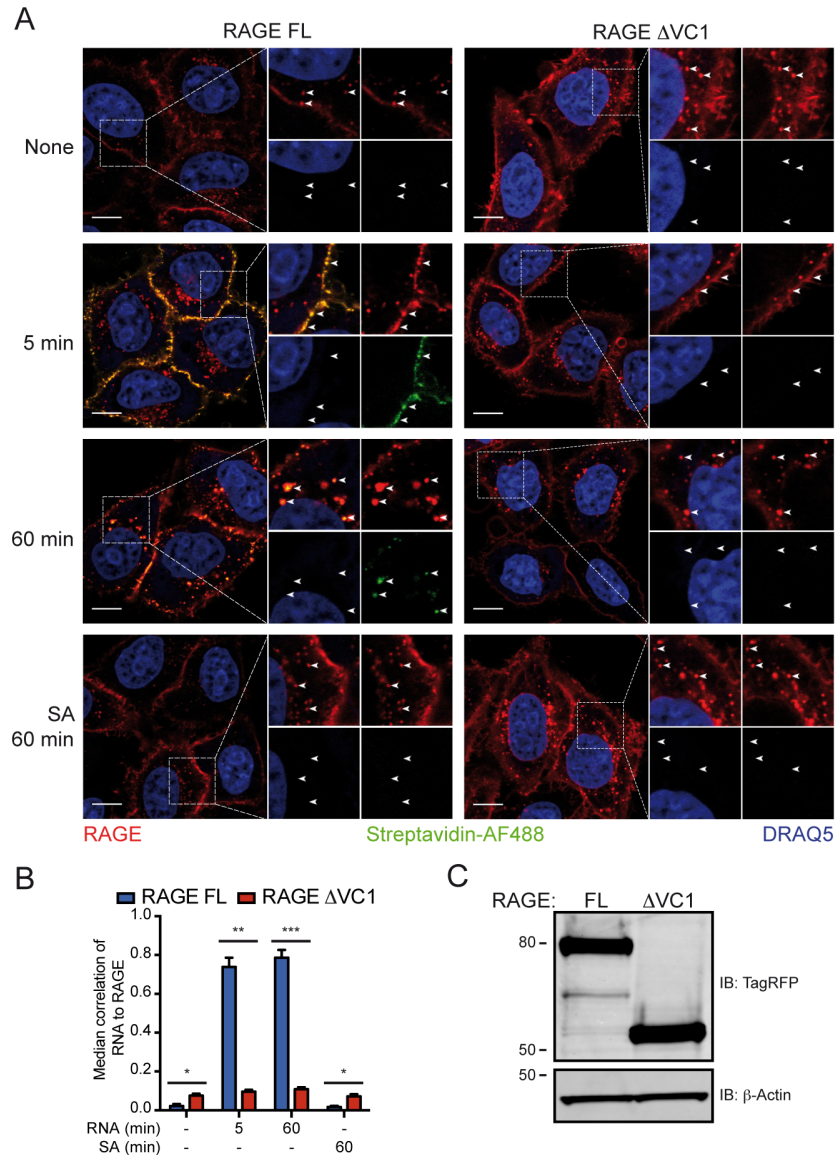 A
RAGE FL
RAGE ΔVC1
None
5 min
60 min
SA
60 min
RAGE
Streptavidin-AF488
DRAQ5
B
RAGE FL
RAGE ΔVC1
Median correlation of
RNA to RAGE
1.0
0.8
0.6
0.4
0.2
0.0
*
**
***
*
RNA (min)
-
5
60
-
SA (min)
-
-
-
60
C
RAGE:
FL
ΔVC1
80
50
IB: TagRFP
50
IB: β-Actin